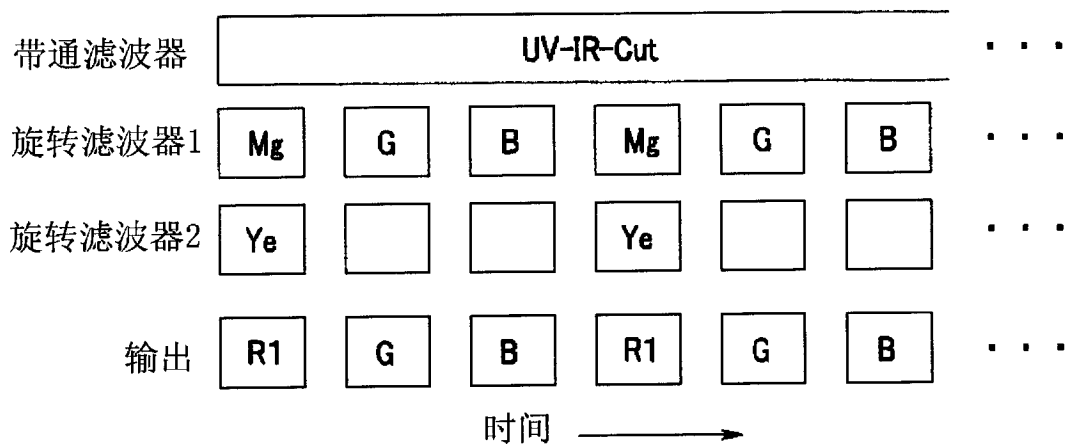 带通滤波器 UV-IR-Cut ...
旋转滤波器1 Mg G B Mg G B ...
旋转滤波器2 Ye Ye ...
输出 R1 G B R1 G B ...
时间